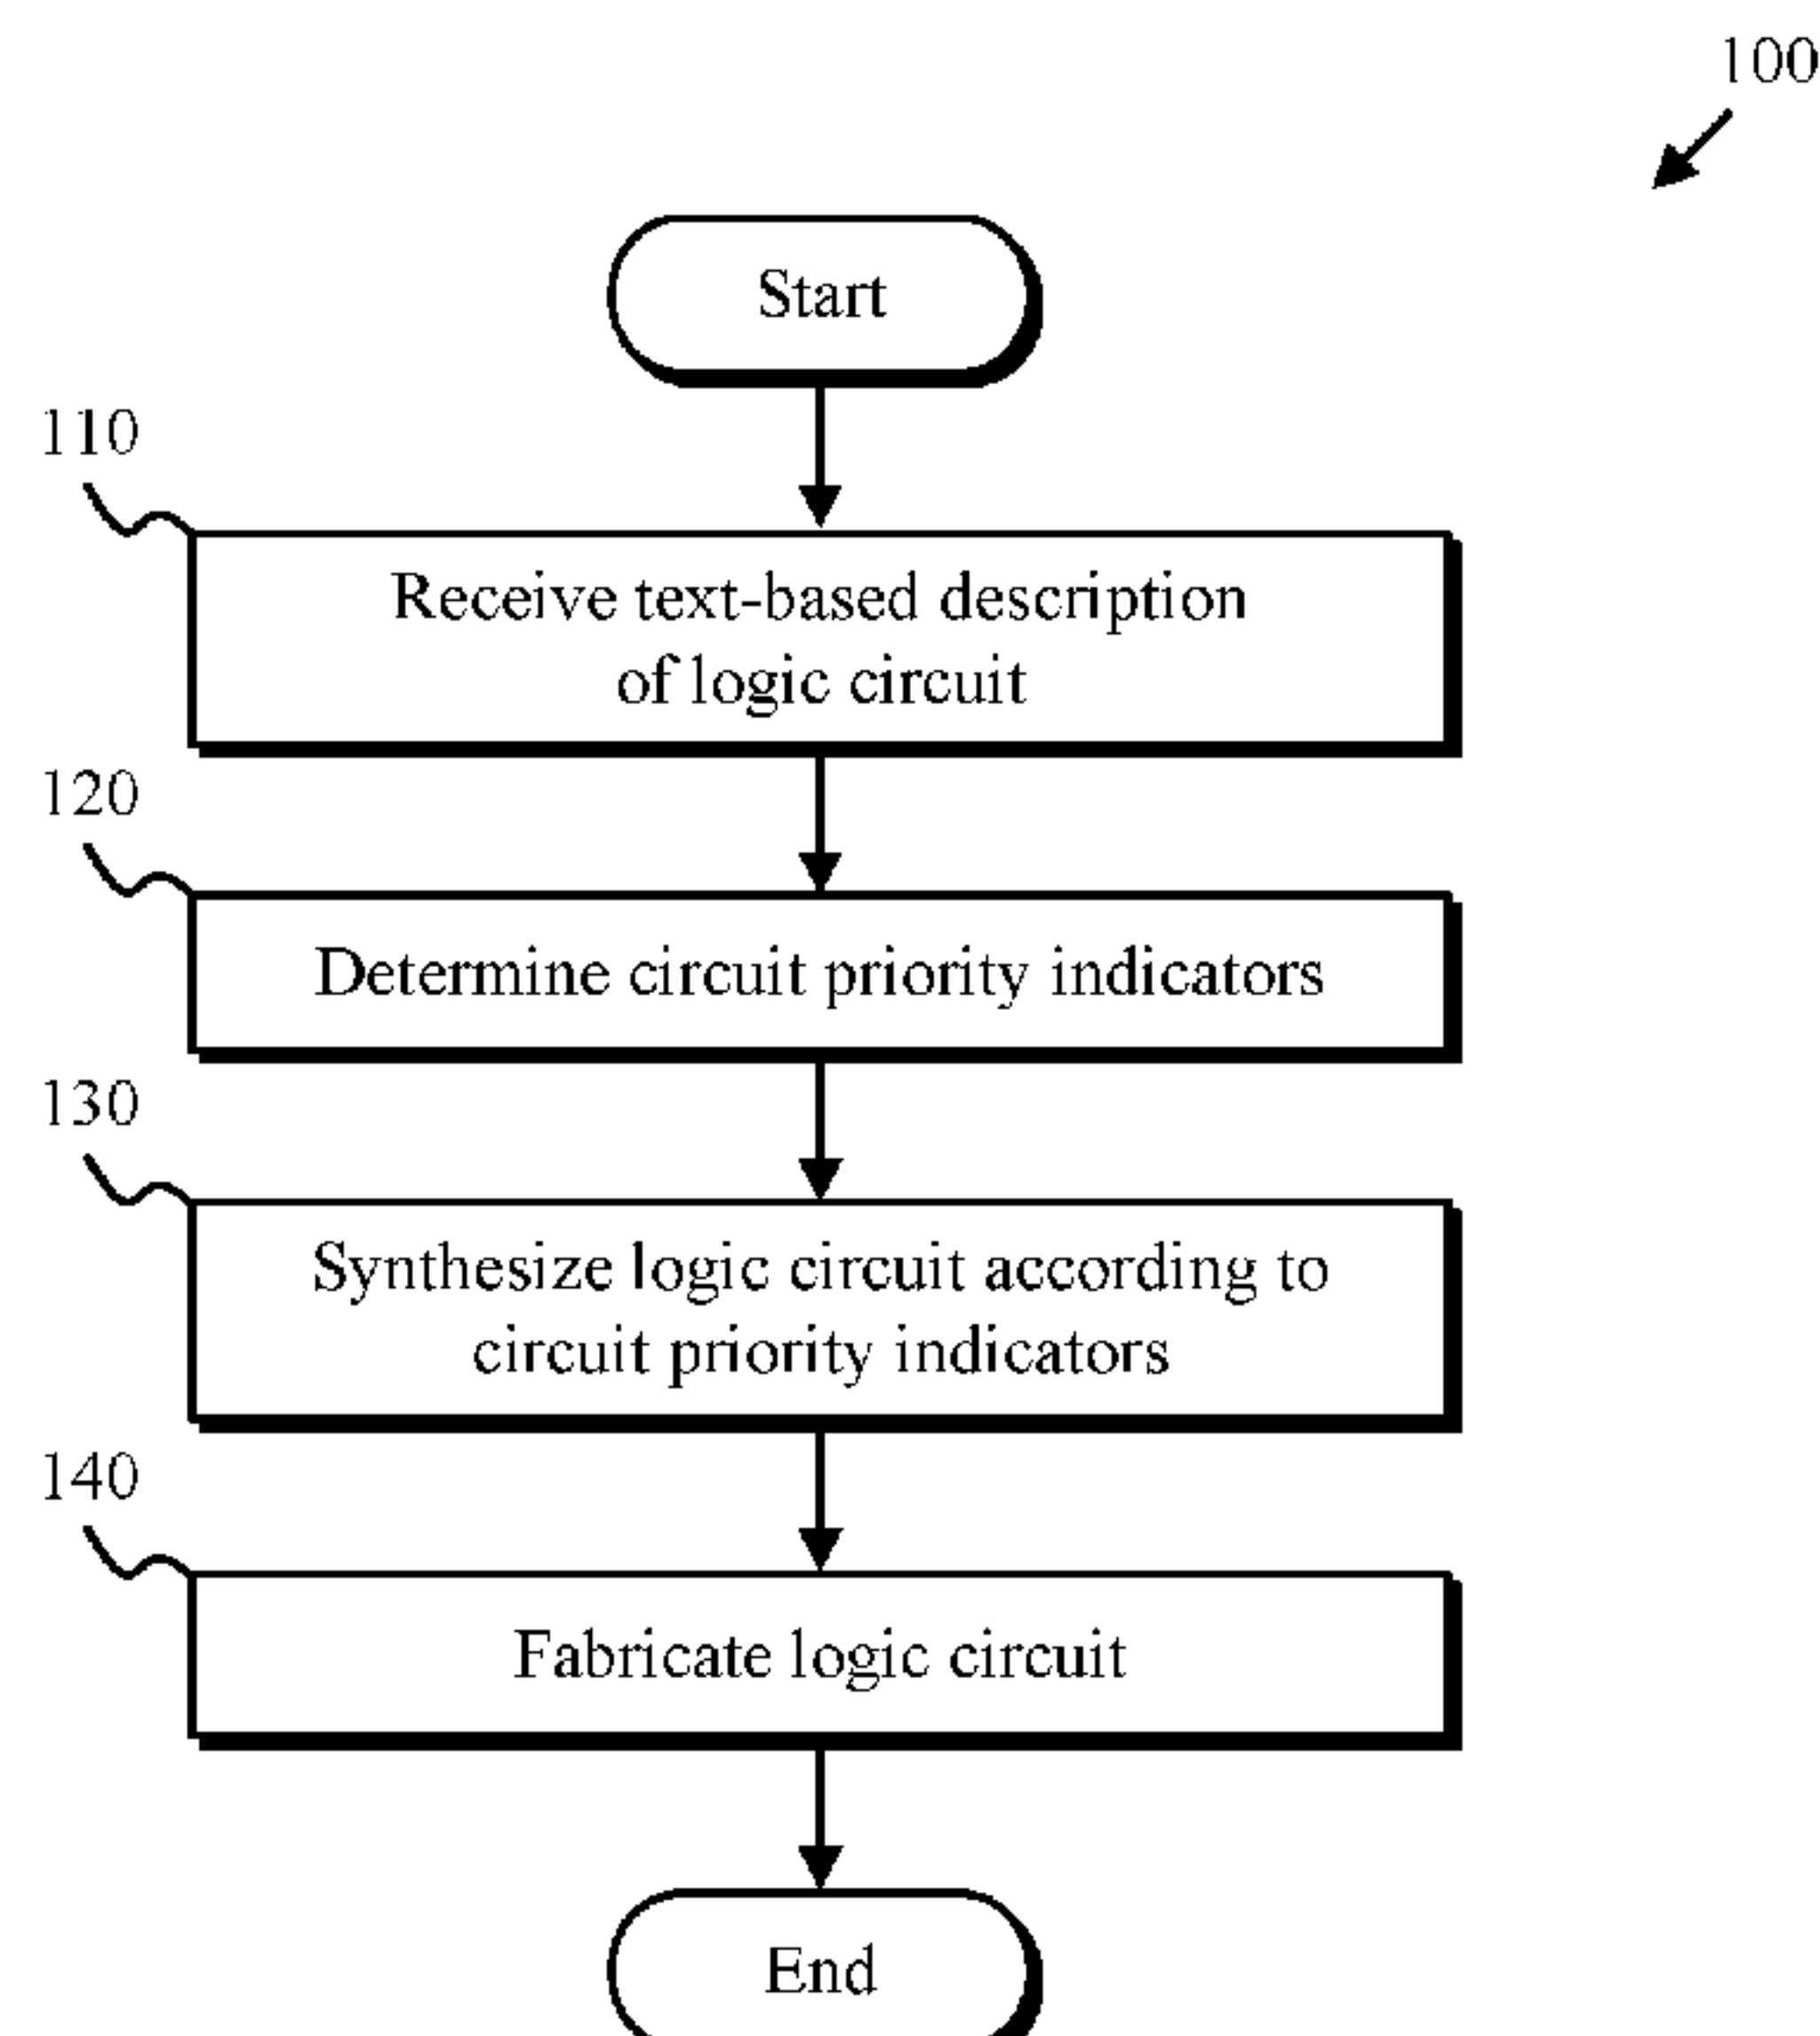 100
Start
110
Receive text-based description
of logic circuit
120
Determine circuit priority indicators
130
Synthesize logic circuit according to
circuit priority indicators
140
Fabricate logic circuit
End